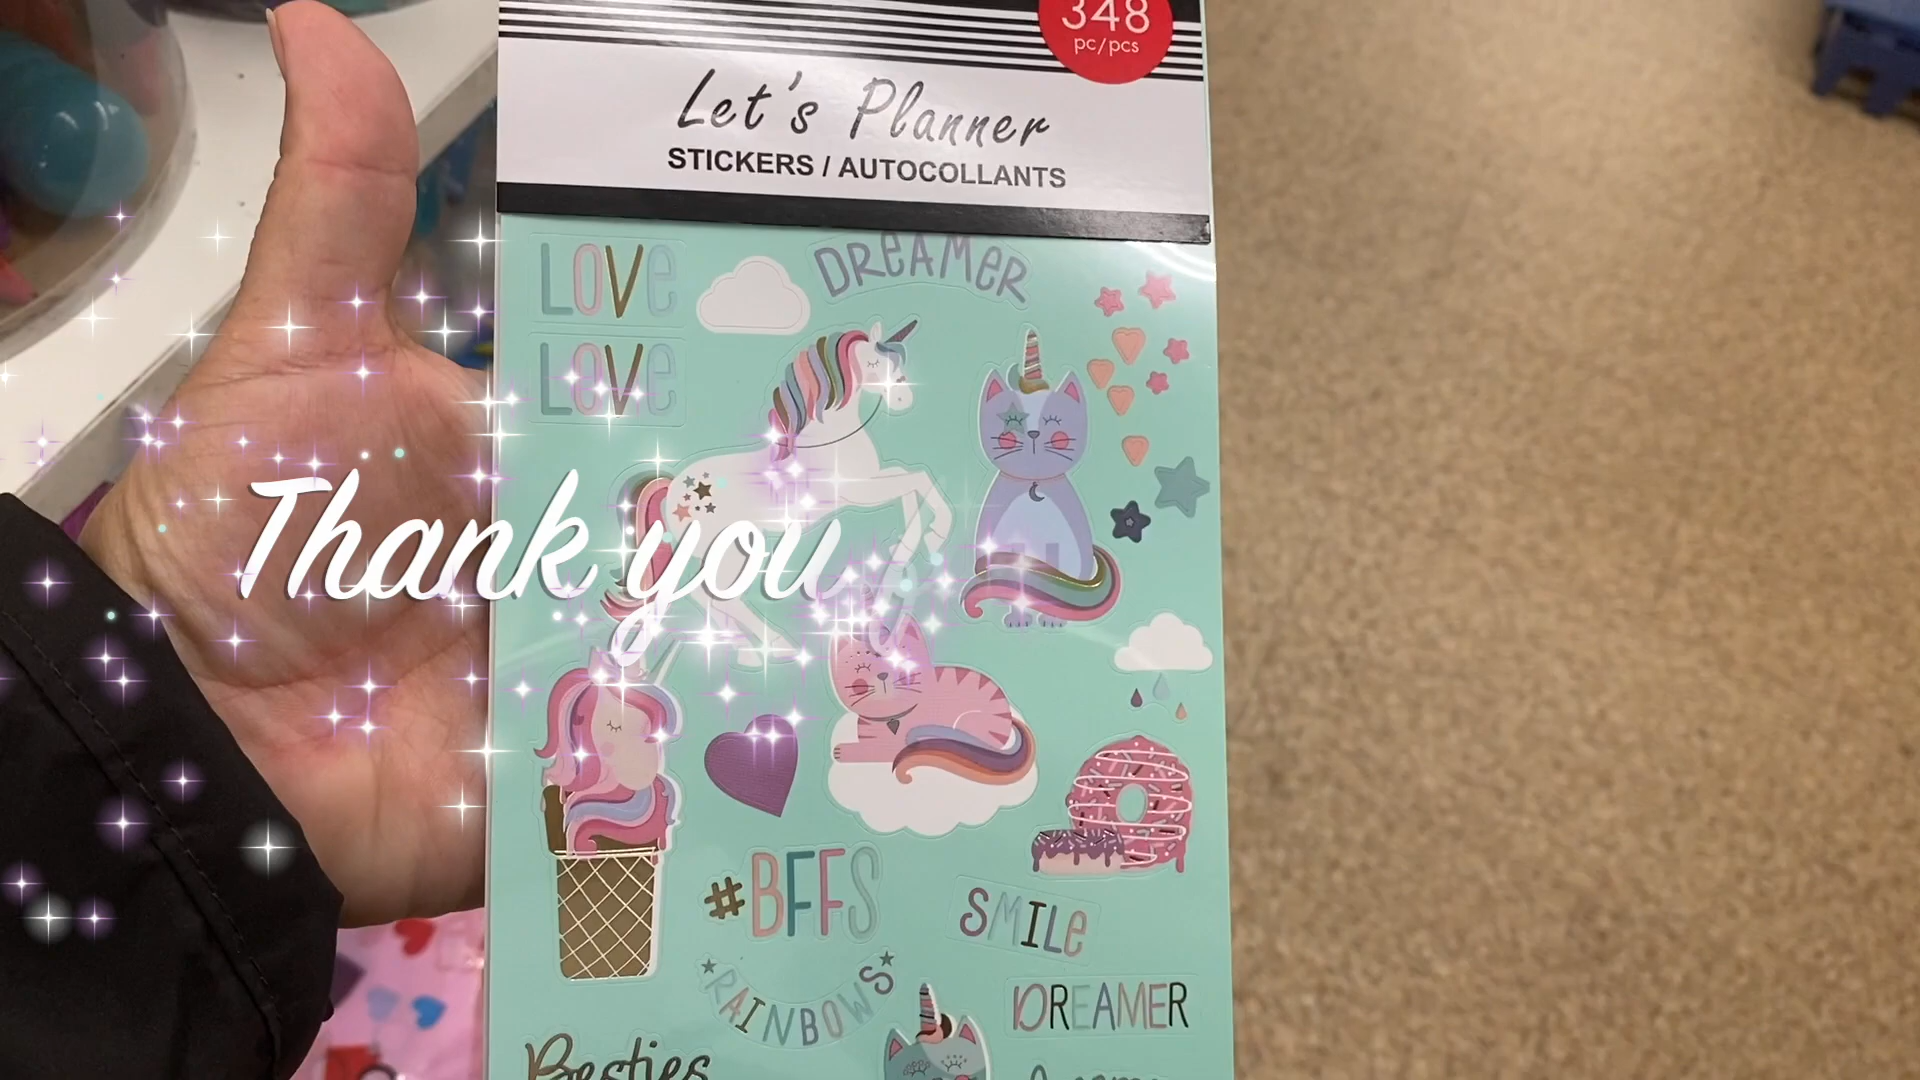 348
pc/pcs
Let's Planner
STICKERS / AUTOCOLLANTS
LOVE
DREAMER
LOVE
Thank you
#BFFS
SMILE
RAINBOWS
DREAMER
Besties